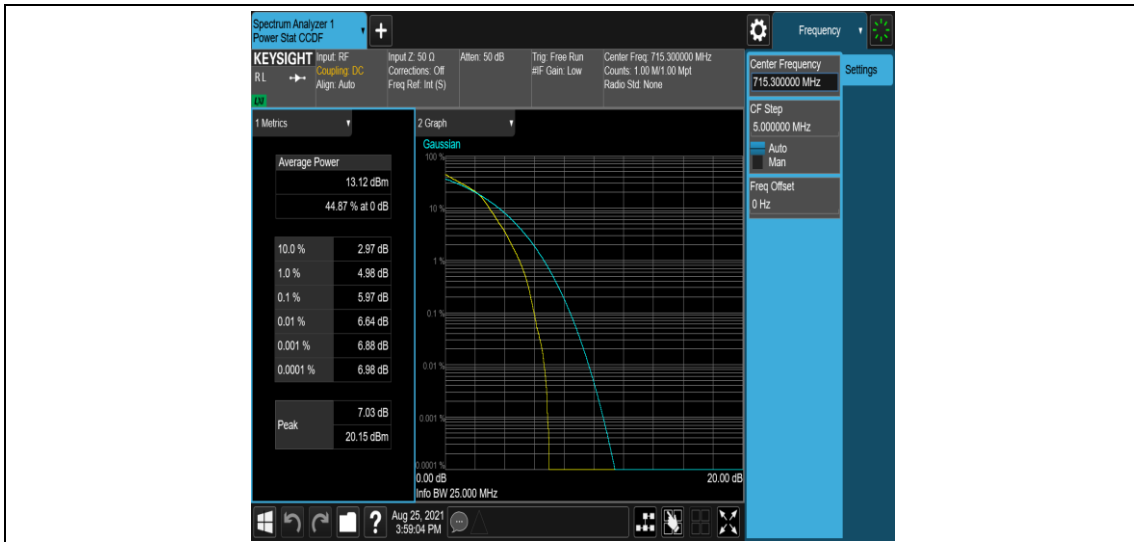 Spectrum Analyzer 1
Power Stat CCDF
+
Frequency
KEYSIGHT
RL
Input: RF
Coupling: DC
Align: Auto
Input Z: 50 Ω
Corrections: Off
Freq Ref: Int (S)
Atten: 50 dB
Trig: Free Run
#IF Gain: Low
Center Freq: 715.300000 MHz
Counts: 1.00 M/1.00 Mpt
Radio Std: None
Center Frequency
715.300000 MHz
Settings
CF Step
5.000000 MHz
Auto
Man
Freq Offset
0 Hz
1 Metrics
Average Power
13.12 dBm
44.87 % at 0 dB
10.0 % 2.97 dB
1.0 % 4.98 dB
0.1 % 5.97 dB
0.01 % 6.64 dB
0.001 % 6.88 dB
0.0001 % 6.98 dB
Peak
7.03 dB
20.15 dBm
2 Graph
Gaussian
100 %
10 %
1 %
0.1 %
0.01 %
0.001 %
0.0001 %
0.00 dB
20.00 dB
Info BW 25.000 MHz
?
Aug 25, 2021
3:59:04 PM